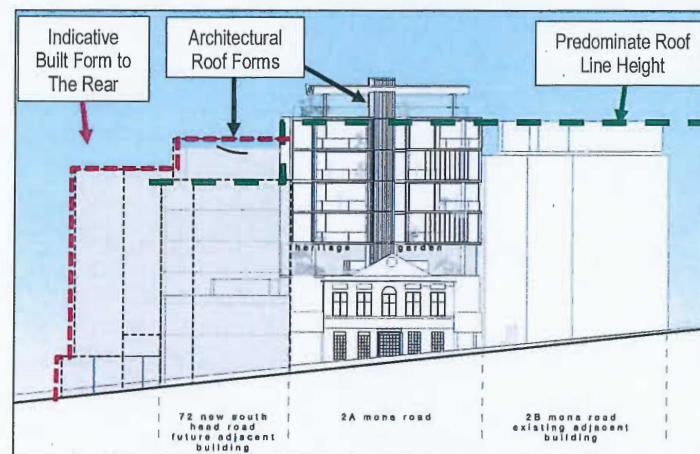 Indicative
Built Form to
The Rear
Architectural
Roof Forms
Predominate Roof
Line Height
heritage garden
72 new south
head road
future adjacent
building
2A mona road
2B mona road
existing adjacent
building